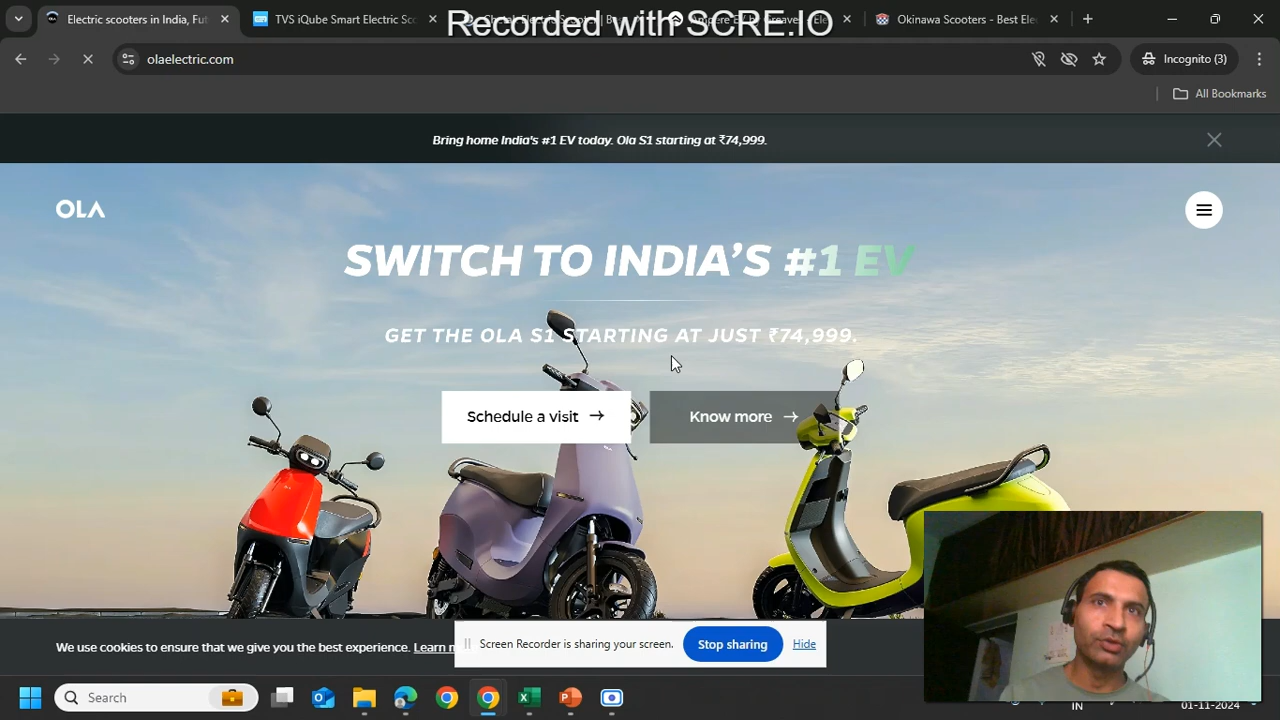 Electric scooters in India, Fut
TVS iQube Smart Electric Sco
Okinawa Scooters - Best Ele
Recorded with SCRE.IO
olaelectric.com
Incognito (3)
All Bookmarks
Bring home India's #1 EV today. Ola S1 starting at ₹74,999.
OLA
SWITCH TO INDIA'S #1 EV
GET THE OLA S1 STARTING AT JUST ₹74,999.
Schedule a visit →
Know more →
We use cookies to ensure that we give you the best experience. Learn
Screen Recorder is sharing your screen.
Stop sharing
Hide
Search
IN
01-11-2024